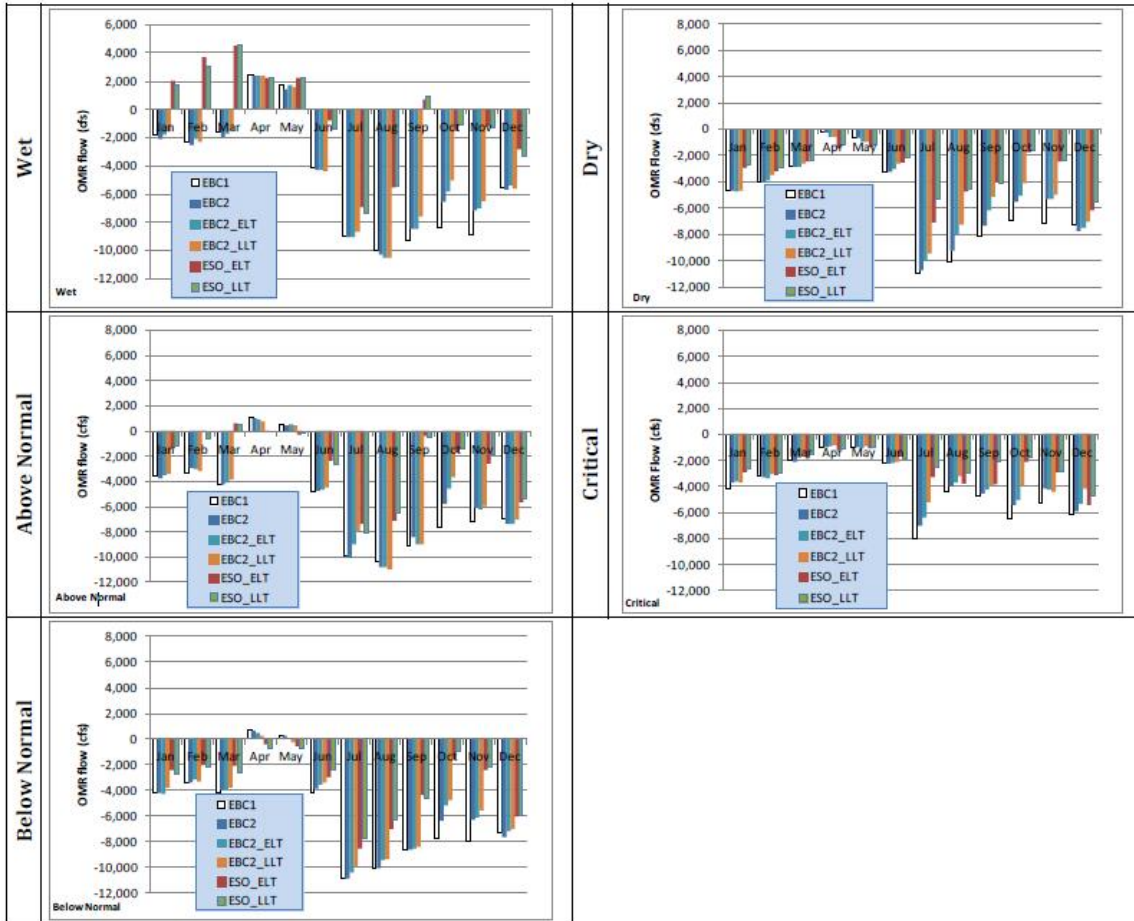 Wet
OMR flow (cfs)
6,000
4,000
2,000
0
-2,000
-4,000
-6,000
-8,000
-10,000
-12,000
Jan Feb Mar Apr May Jun Jul Aug Sep Oct Nov Dec
EBC1
EBC2
EBC2_ELT
EBC2_LLT
ESO_ELT
ESO_LLT
Wet
Dry
OMR flow (cfs)
8,000
6,000
4,000
2,000
0
-2,000
-4,000
-6,000
-8,000
-10,000
-12,000
Jan Feb Mar Apr May Jun Jul Aug Sep Oct Nov Dec
EBC1
EBC2
EBC2_ELT
EBC2_LLT
ESO_ELT
ESO_LLT
Dry
Above Normal
OMR flow (cfs)
8,000
6,000
4,000
2,000
0
-2,000
-4,000
-6,000
-8,000
-10,000
-12,000
Jan Feb Mar Apr May Jun Jul Aug Sep Oct Nov Dec
EBC1
EBC2
EBC2_ELT
EBC2_LLT
ESO_ELT
ESO_LLT
Above Normal
Critical
OMR Flow (cfs)
8,000
6,000
4,000
2,000
0
-2,000
-4,000
-6,000
-8,000
-10,000
-12,000
Jan Feb Mar Apr May Jun Jul Aug Sep Oct Nov Dec
EBC1
EBC2
EBC2_ELT
EBC2_LLT
ESO_ELT
ESO_LLT
Critical
Below Normal
OMR flow (cfs)
8,000
6,000
4,000
2,000
0
-2,000
-4,000
-6,000
-8,000
-10,000
-12,000
Jan Feb Mar Apr May Jun Jul Aug Sep Oct Nov Dec
EBC1
EBC2
EBC2_ELT
EBC2_LLT
ESO_ELT
ESO_LLT
Below Normal